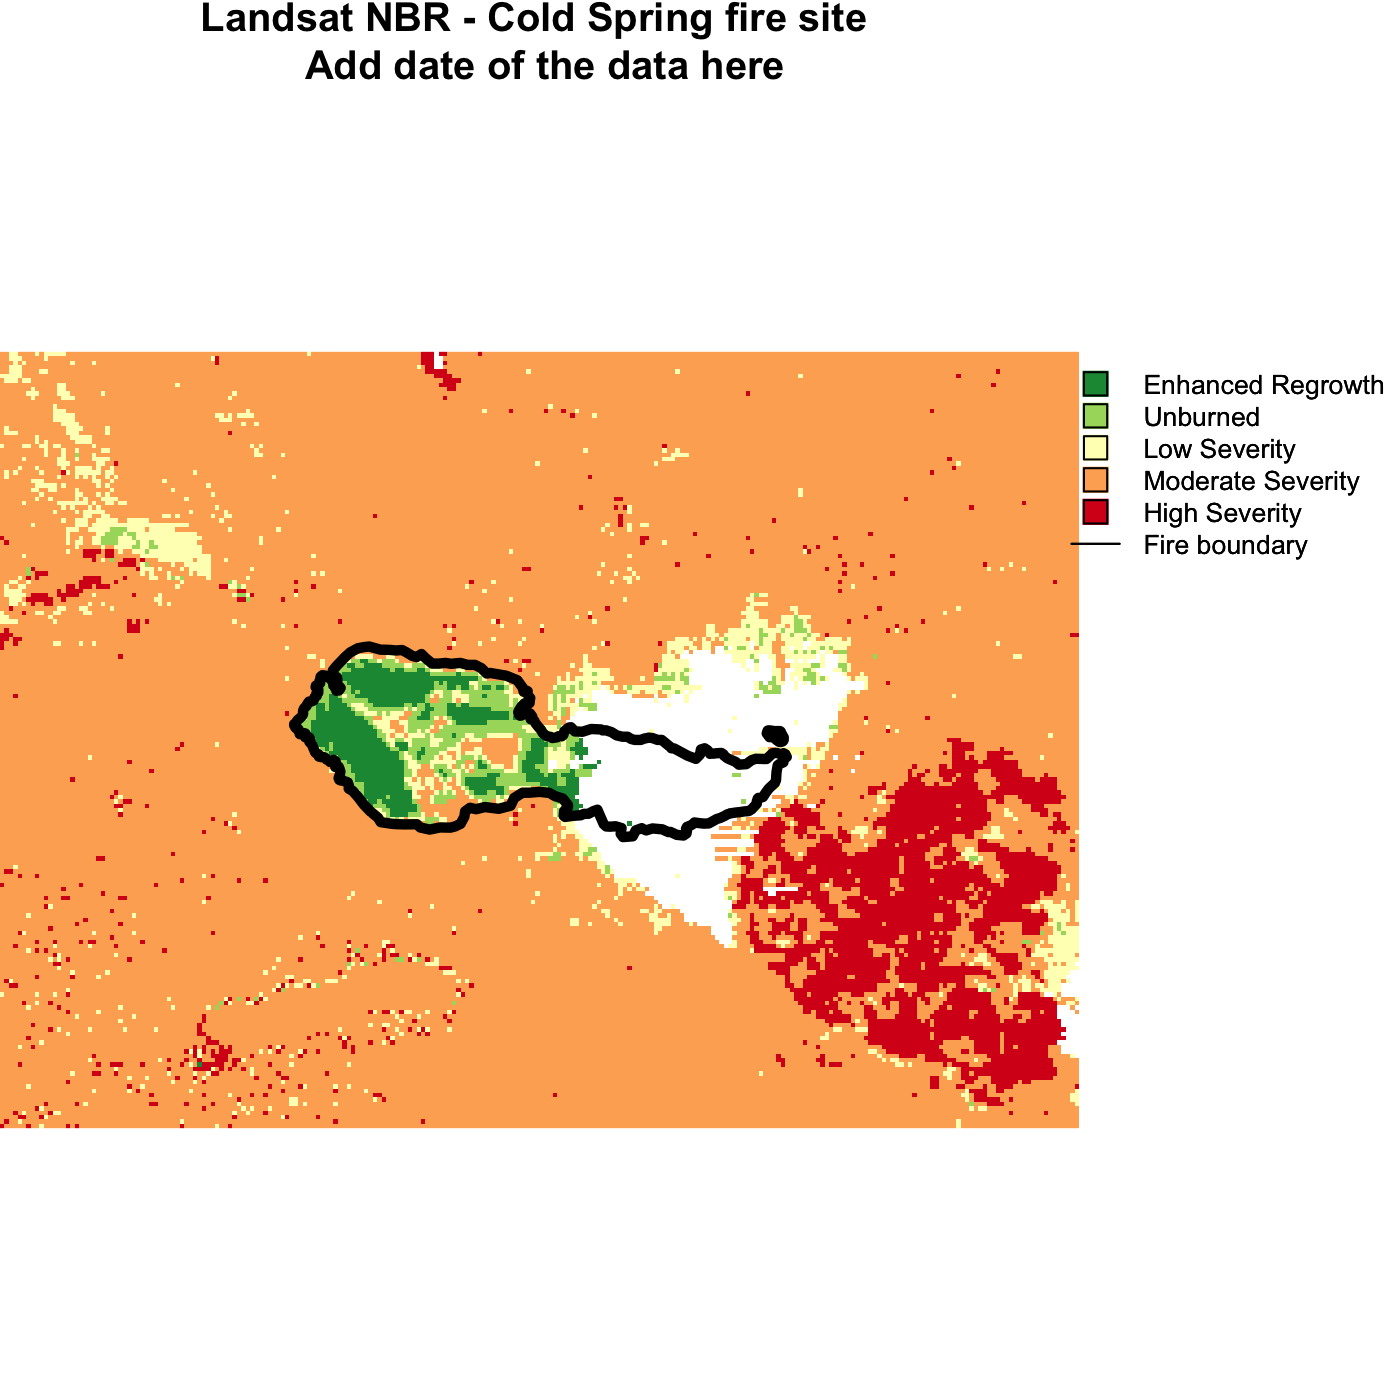 Landsat NBR - Cold Spring fire site
Add date of the data here
Enhanced Regrowth
Unburned
Low Severity
Moderate Severity
High Severity
Fire boundary